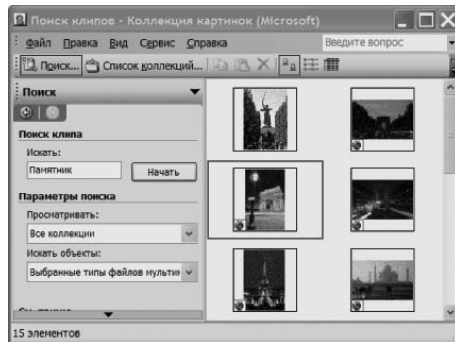 Поиск клипов - Коллекция картинок (Microsoft)
Файл Правка Вид Сервис Справка Введите вопрос
Поиск... Список коллекций...
Поиск
Поиск клипа
Искать:
Памятник Начать
Параметры поиска
Просматривать:
Все коллекции
Искать объекты:
Выбранные типы файлов мультим
15 элементов